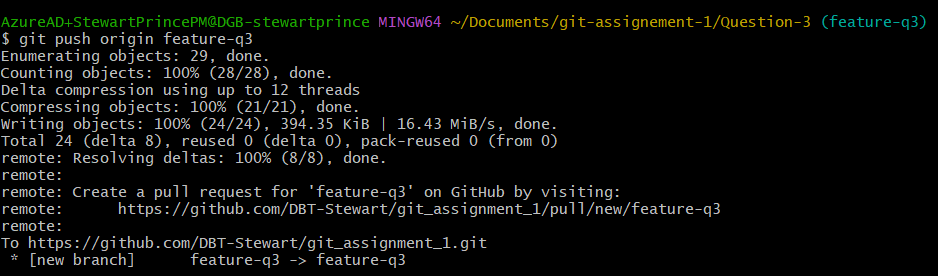 AzureAD+StewartPrincePM@DGB-stewartprince MINGW64 ~/Documents/git-assignement-1/Question-3 (feature-q3)
$ git push origin feature-q3
Enumerating objects: 29, done.
Counting objects: 100% (28/28), done.
Delta compression using up to 12 threads
Compressing objects: 100% (21/21), done.
Writing objects: 100% (24/24), 394.35 KiB | 16.43 MiB/s, done.
Total 24 (delta 8), reused 0 (delta 0), pack-reused 0 (from 0)
remote: Resolving deltas: 100% (8/8), done.
remote:
remote: Create a pull request for 'feature-q3' on GitHub by visiting:
remote:      https://github.com/DBT-Stewart/git_assignment_1/pull/new/feature-q3
remote:
To https://github.com/DBT-Stewart/git_assignment_1.git
 * [new branch]      feature-q3 -> feature-q3